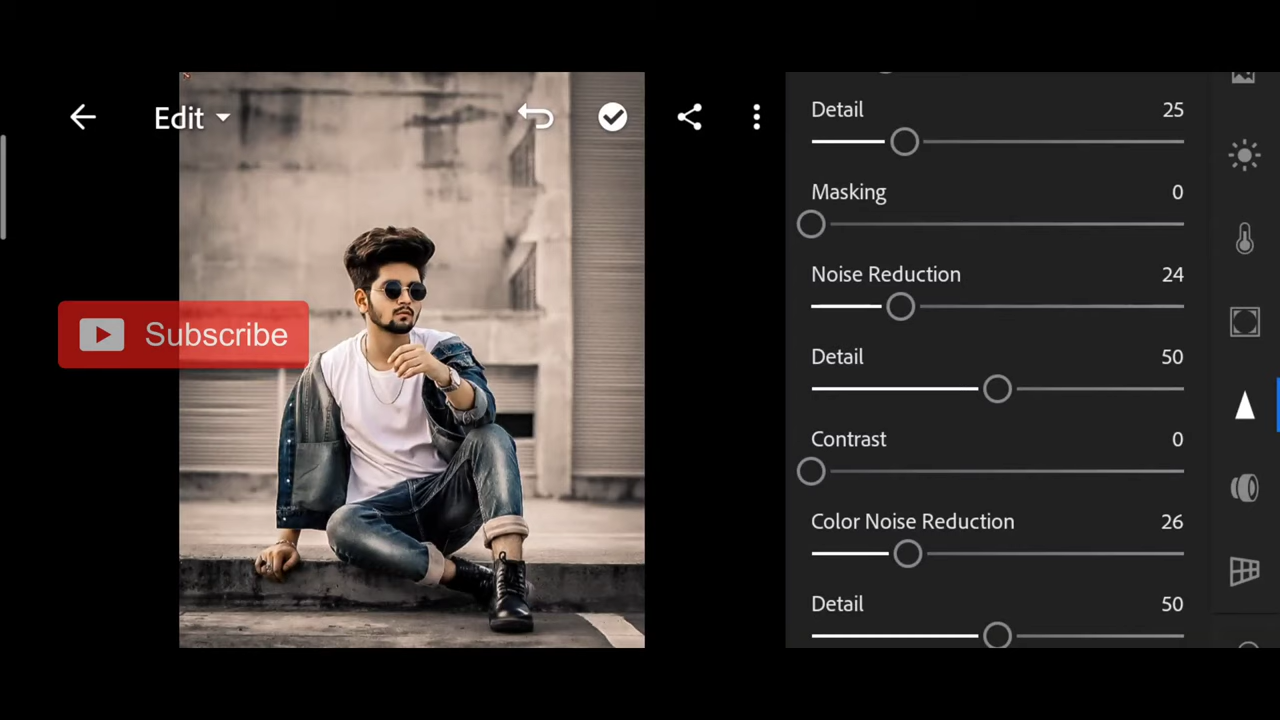 Edit
Detail 25
Masking 0
Noise Reduction 24
Subscribe
Detail 50
Contrast 0
Color Noise Reduction 26
Detail 50